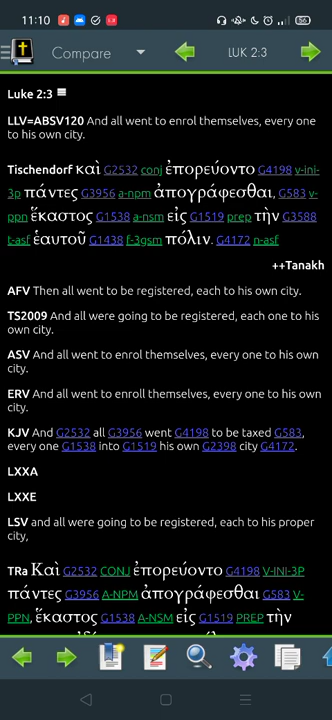 11:10
56
Compare
LUK 2:3
Luke 2:3
LLV=ABSV120 And all went to enrol themselves, every one
to his own city.
Tischendorf καὶ G2532 conj ἐπορεύοντο G4198 v-ini-
3p πάντες G3956 a-npm ἀπογράφεσθαι, G583 v-
ppn ἕκαστος G1538 a-nsm εἰς G1519 prep τὴν G3588
t-asf ἑαυτοῦ G1438 f-3gsm πόλιν. G4172 n-asf
++Tanakh
AFV Then all went to be registered, each to his own city.
TS2009 And all were going to be registered, each one to his
own city.
ASV And all went to enrol themselves, every one to his own
city.
ERV And all went to enroll themselves, every one to his own
city.
KJV And G2532 all G3956 went G4198 to be taxed G583,
every one G1538 into G1519 his own G2398 city G4172.
LXXA
LXXE
LSV and all were going to be registered, each to his proper
city,
TRa Καὶ G2532 CONJ ἐπορεύοντο G4198 V-INI-3P
πάντες G3956 A-NPM ἀπογράφεσθαι G583 V-
PPN, ἕκαστος G1538 A-NSM εἰς G1519 PREP τὴν